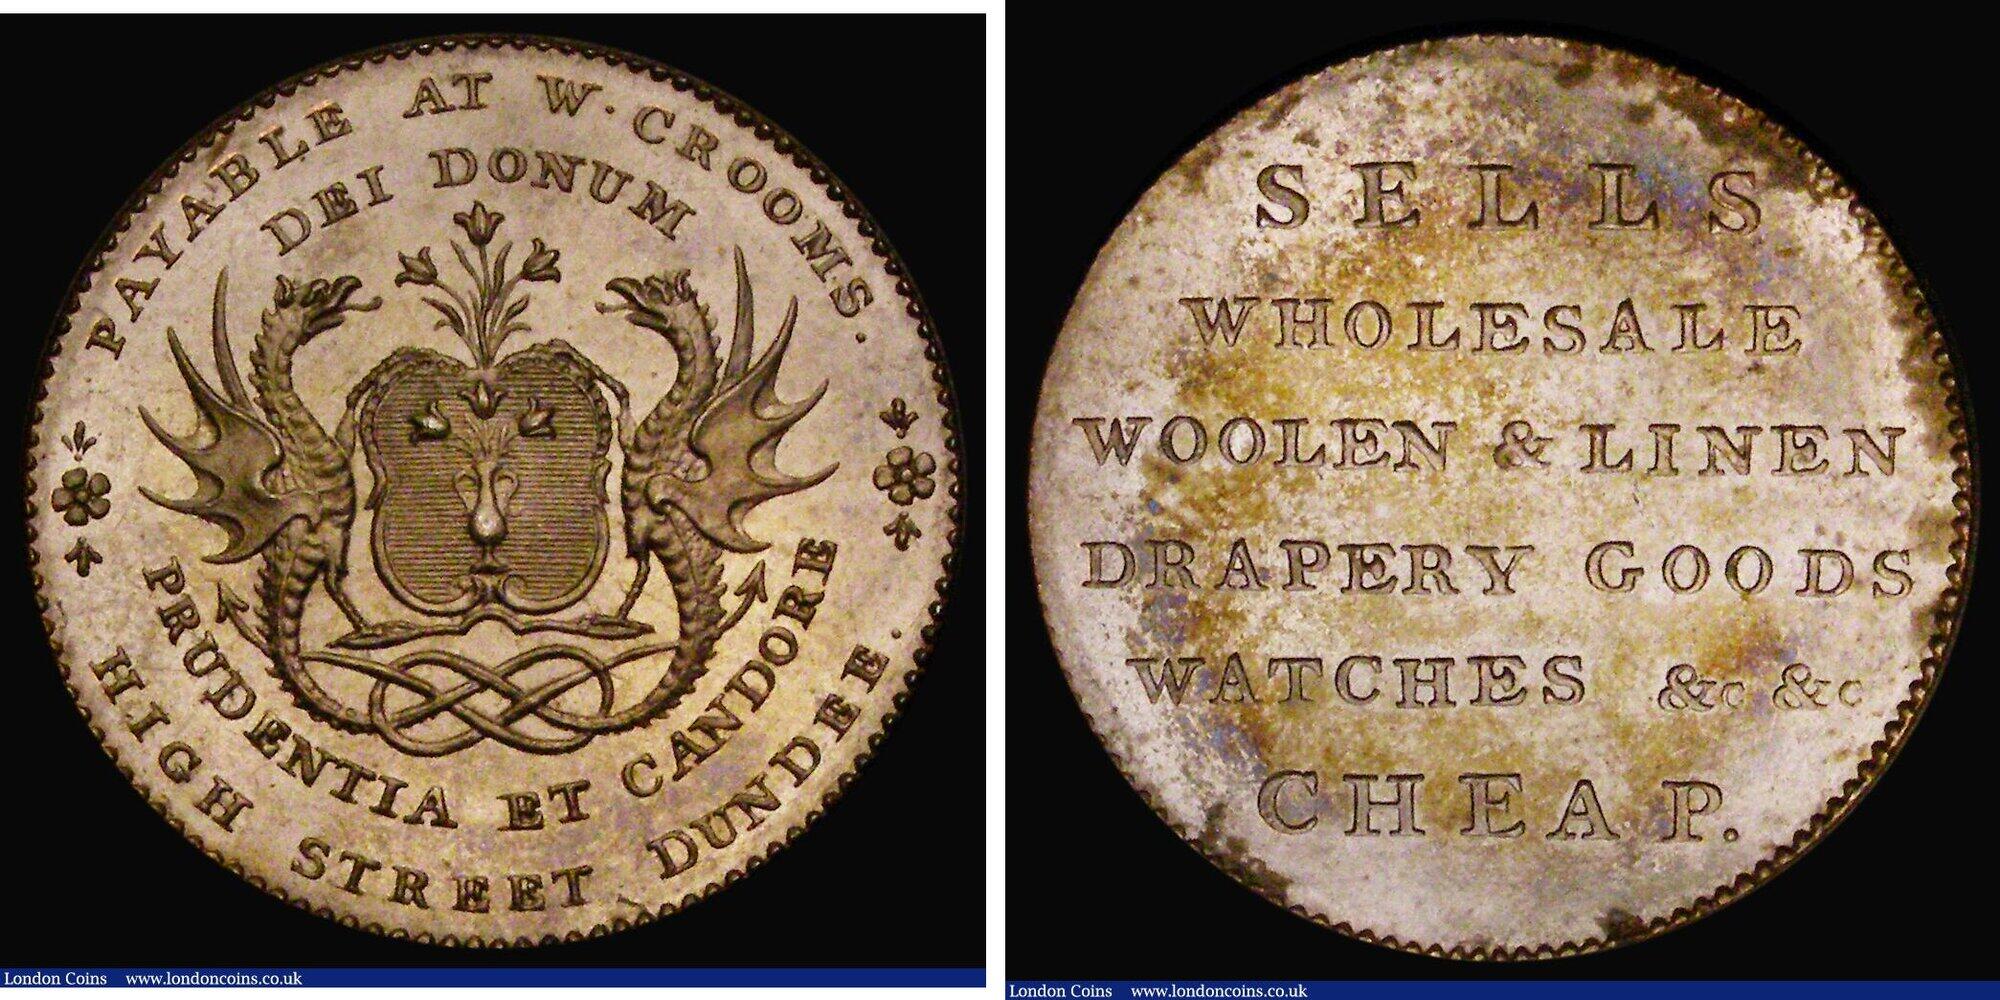 PAYABLE AT W. CROOMS.
DEI DONUM
PRUDENTIA ET CANDORE
HIGH STREET DUNDEE.
London Coins www.londoncoins.co.uk
SELLS
WHOLESALE
WOOLEN & LINEN
DRAPERY GOODS
WATCHES &c &c
CHEAP.
London Coins www.londoncoins.co.uk